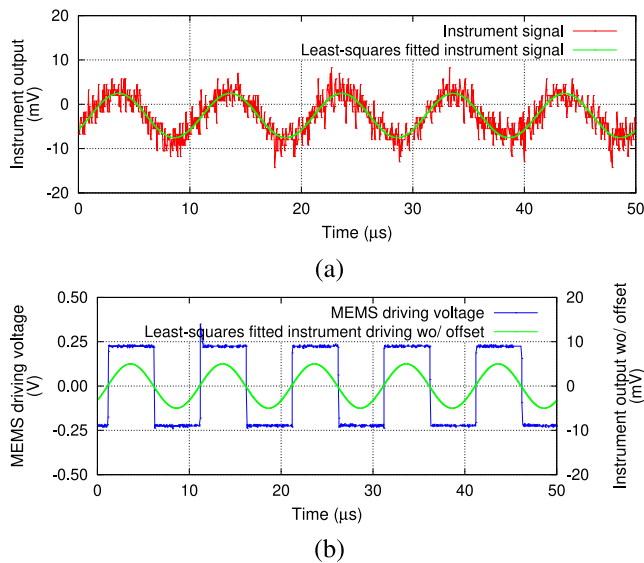 Instrument output
(mV)
20
10
0
-10
-20
Instrument signal
Least-squares fitted instrument signal
0 10 20 30 40 50
Time (μs)
(a)
MEMS driving voltage
(V)
0.50
0.25
0.00
-0.25
-0.50
MEMS driving voltage
Least-squares fitted instrument driving wo/ offset
20
10
0
-10
-20
Instrument output wo/ offset
(mV)
0 10 20 30 40 50
Time (μs)
(b)